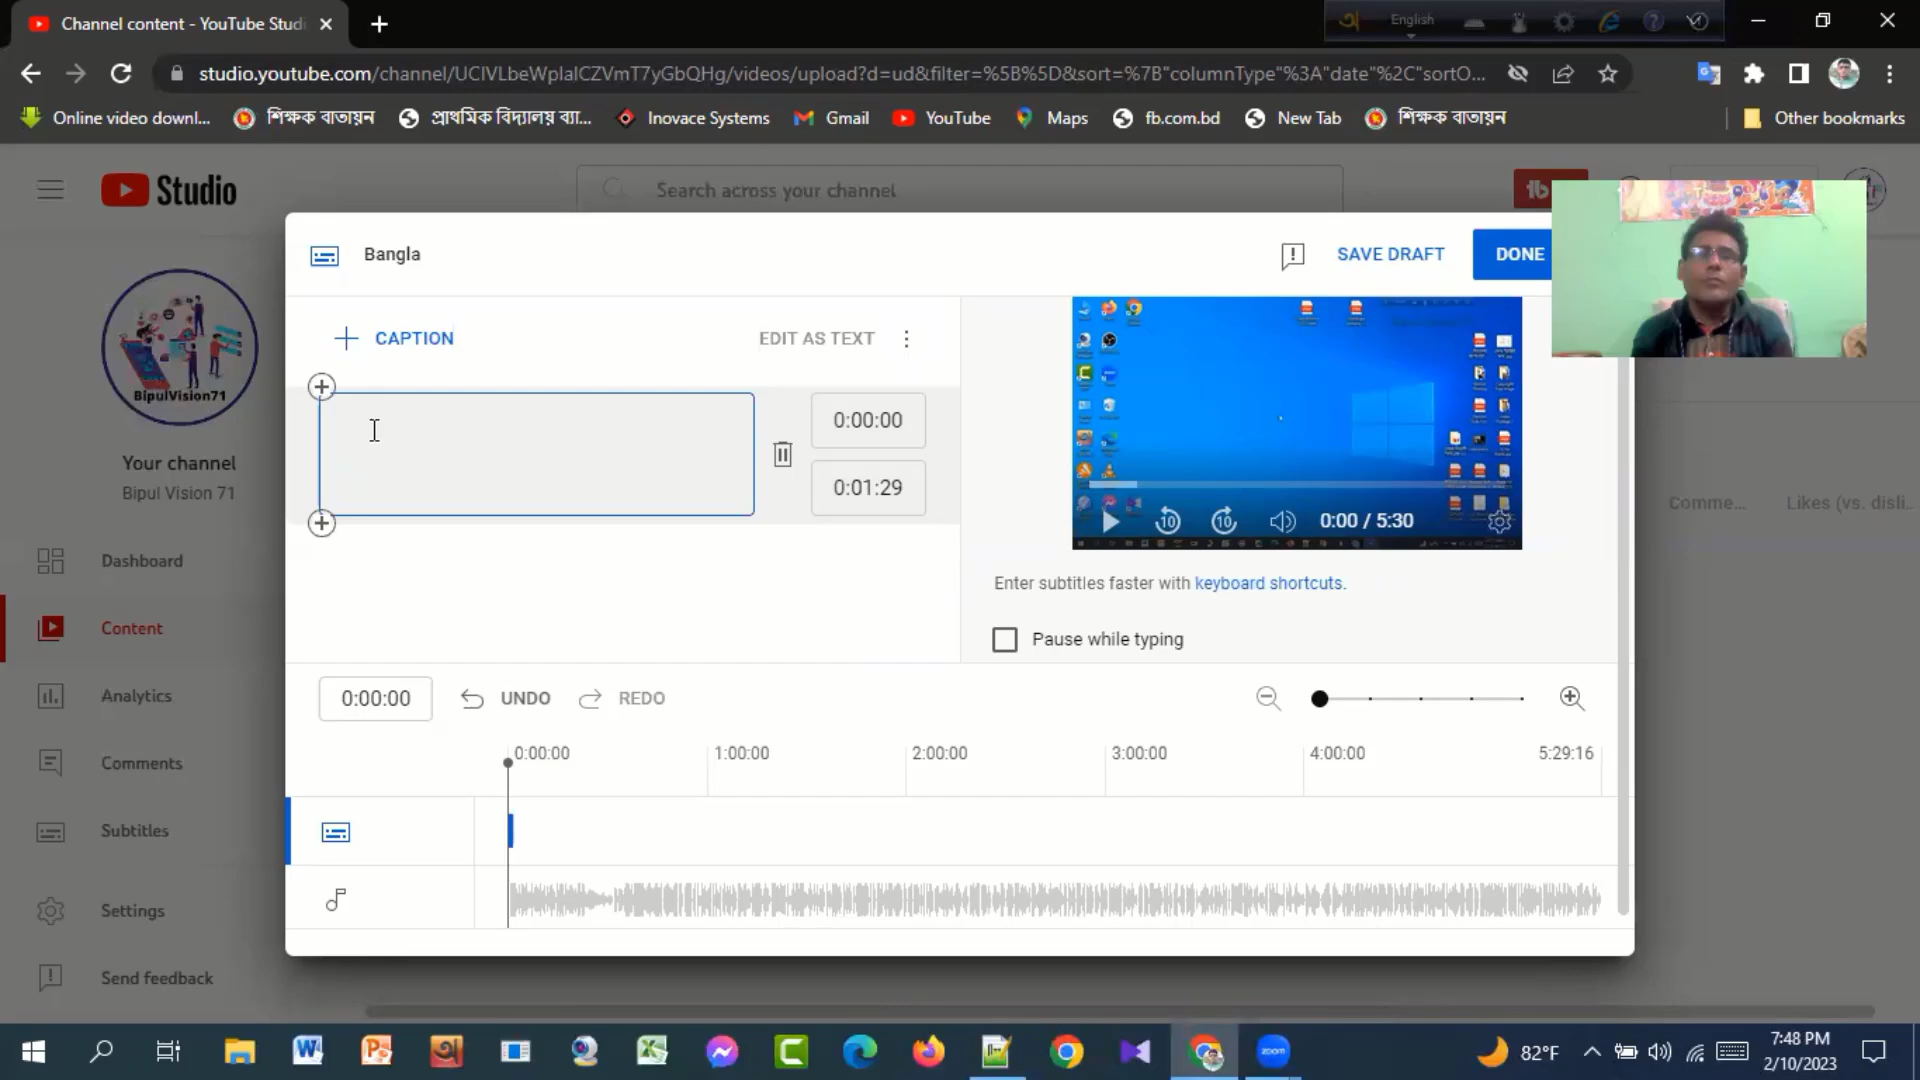 Channel content - YouTube Studi
English
studio.youtube.com/channel/UCIVLbeWplalCZVmT7yGbQHg/videos/upload?d=ud&filter=%5B%5D&sort=%7B"columnType"%3A"date"%2C"sortO...
Online video downl...
শিক্ষক বাতায়ন
প্রাথমিক বিদ্যালয় ব্যা...
Inovace Systems
Gmail
YouTube
Maps
fb.com.bd
New Tab
শিক্ষক বাতায়ন
Other bookmarks
Studio
Search across your channel
Bangla
SAVE DRAFT
DONE
CAPTION
EDIT AS TEXT
BipulVision71
0:00:00
0:01:29
Your channel
Bipul Vision 71
0:00 / 5:30
Comme...
Likes (vs. disli...
Dashboard
Enter subtitles faster with keyboard shortcuts.
Content
Pause while typing
Analytics
0:00:00
UNDO
REDO
0:00:00
1:00:00
2:00:00
3:00:00
4:00:00
5:29:16
Comments
Subtitles
Settings
Send feedback
zoom
82°F
7:48 PM
2/10/2023